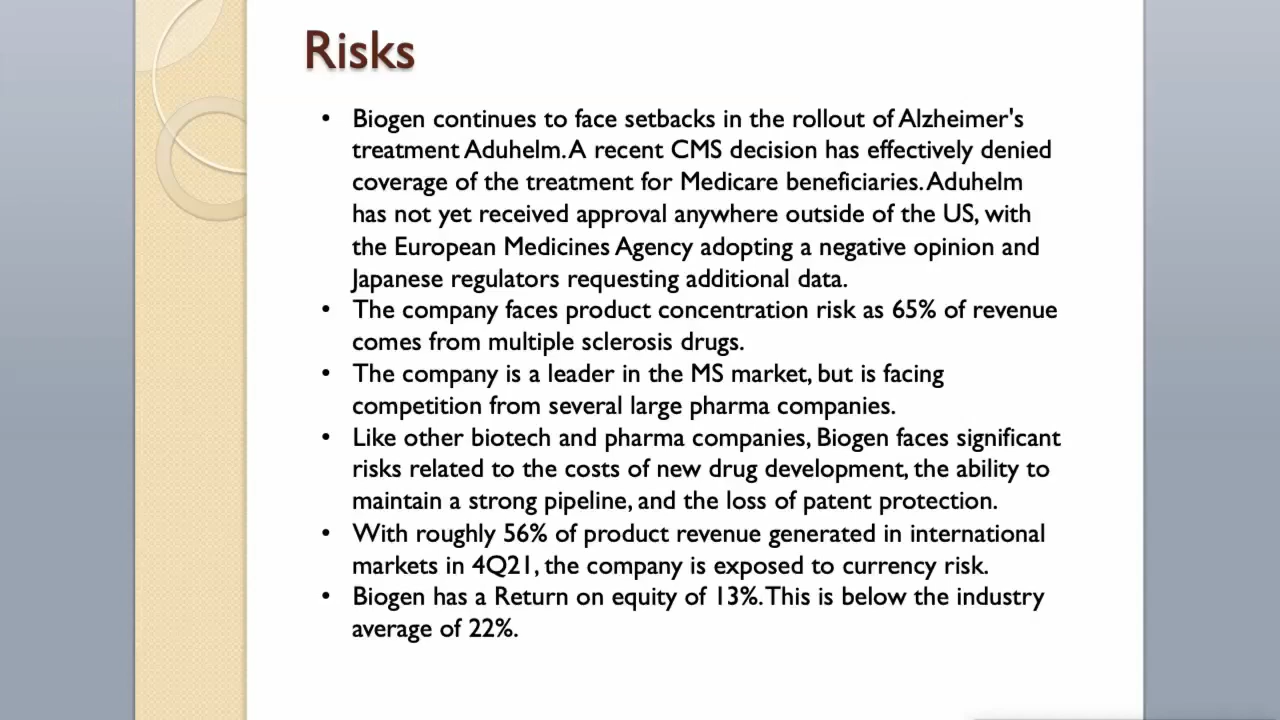 Risks
• Biogen continues to face setbacks in the rollout of Alzheimer's
treatment Aduhelm. A recent CMS decision has effectively denied
coverage of the treatment for Medicare beneficiaries. Aduhelm
has not yet received approval anywhere outside of the US, with
the European Medicines Agency adopting a negative opinion and
Japanese regulators requesting additional data.
• The company faces product concentration risk as 65% of revenue
comes from multiple sclerosis drugs.
• The company is a leader in the MS market, but is facing
competition from several large pharma companies.
• Like other biotech and pharma companies, Biogen faces significant
risks related to the costs of new drug development, the ability to
maintain a strong pipeline, and the loss of patent protection.
• With roughly 56% of product revenue generated in international
markets in 4Q21, the company is exposed to currency risk.
• Biogen has a Return on equity of 13%. This is below the industry
average of 22%.